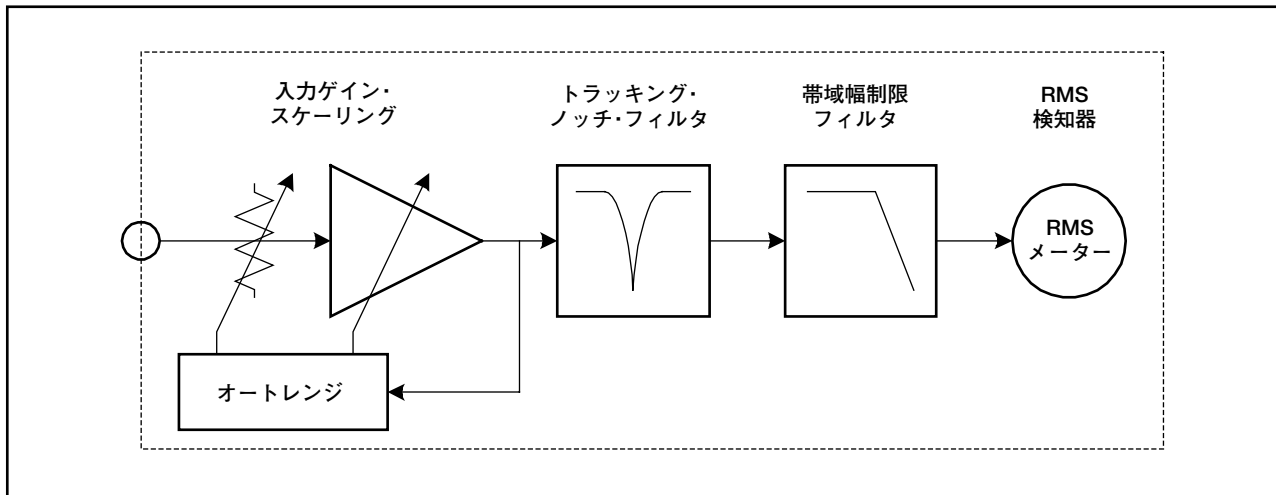 入力ゲイン・
スケーリング
トラッキング・
ノッチ・フィルタ
帯域幅制限
フィルタ
RMS
検知器
RMS
メーター
オートレンジ